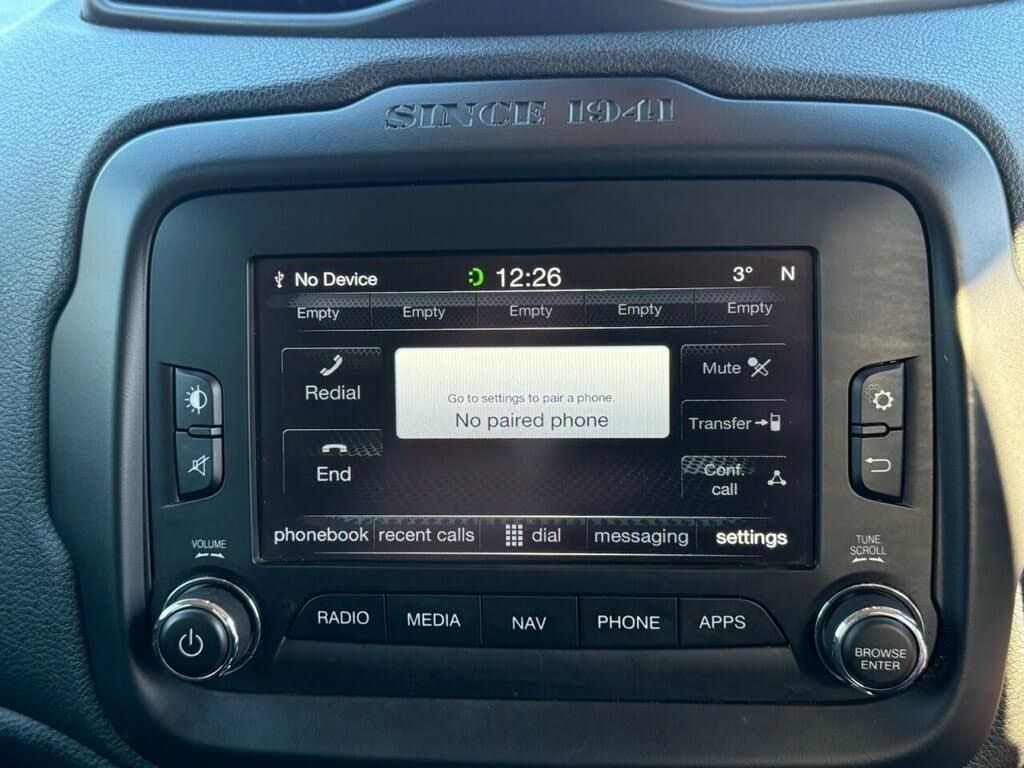 SINCE 1941
No Device 12:26 3° N
Empty Empty Empty Empty Empty
Redial
Go to settings to pair a phone.
No paired phone
Mute
Transfer
End
Conf.
call
phonebook recent calls dial messaging settings
VOLUME
TUNE
SCROLL
RADIO MEDIA NAV PHONE APPS
BROWSE
ENTER